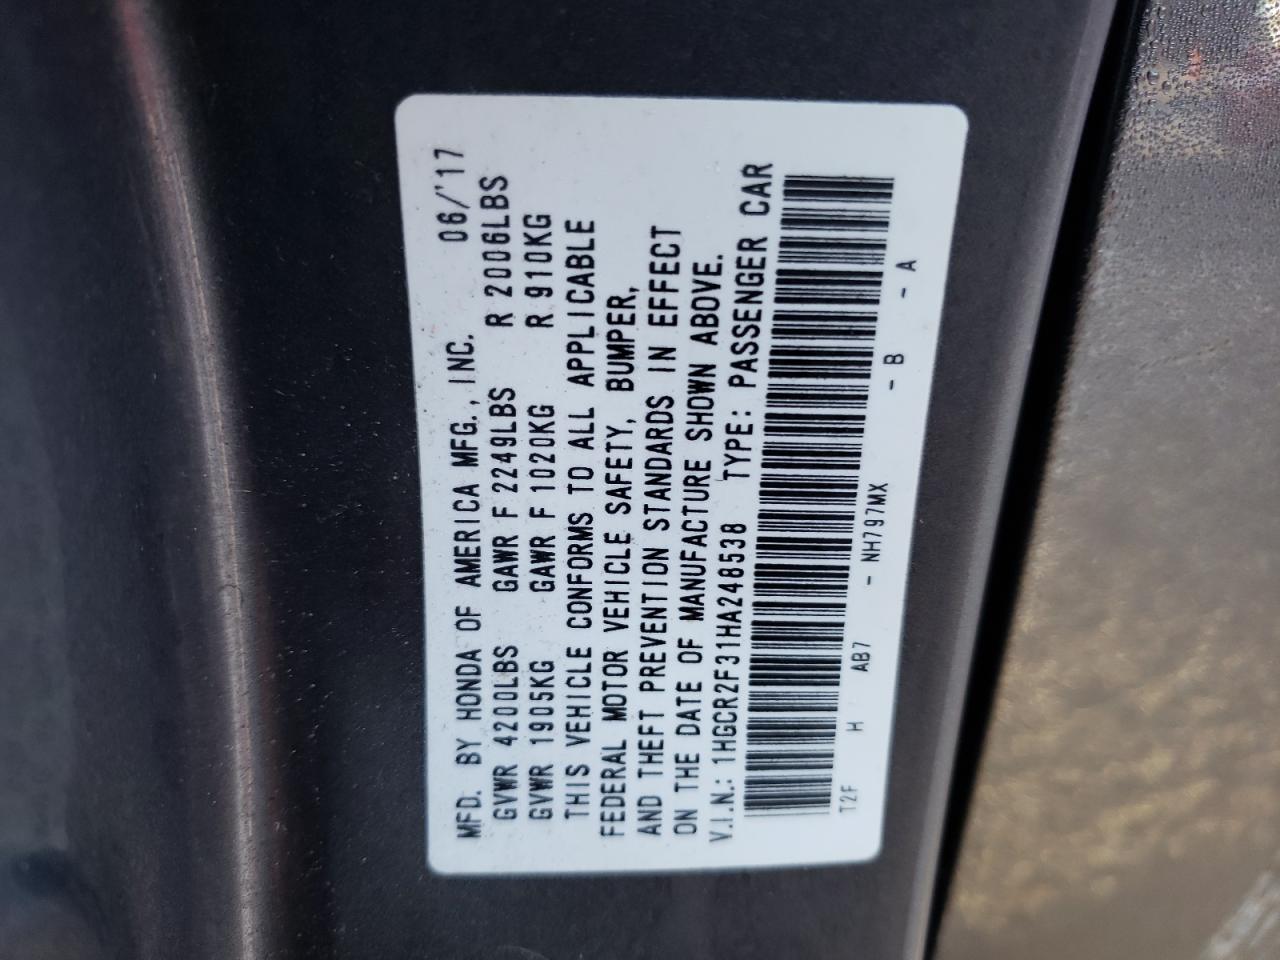 MFD. BY HONDA OF AMERICA MFG., INC. 06/'17
GVWR 4200LBS GAWR F 2249LBS R 2006LBS
GVWR 1905KG GAWR F 1020KG R 910KG
THIS VEHICLE CONFORMS TO ALL APPLICABLE
FEDERAL MOTOR VEHICLE SAFETY, BUMPER,
AND THEFT PREVENTION STANDARDS IN EFFECT
ON THE DATE OF MANUFACTURE SHOWN ABOVE.
V.I.N.: 1HGCR2F31HA248538 TYPE: PASSENGER CAR
T2F H AB7 - NH797MX - B - A